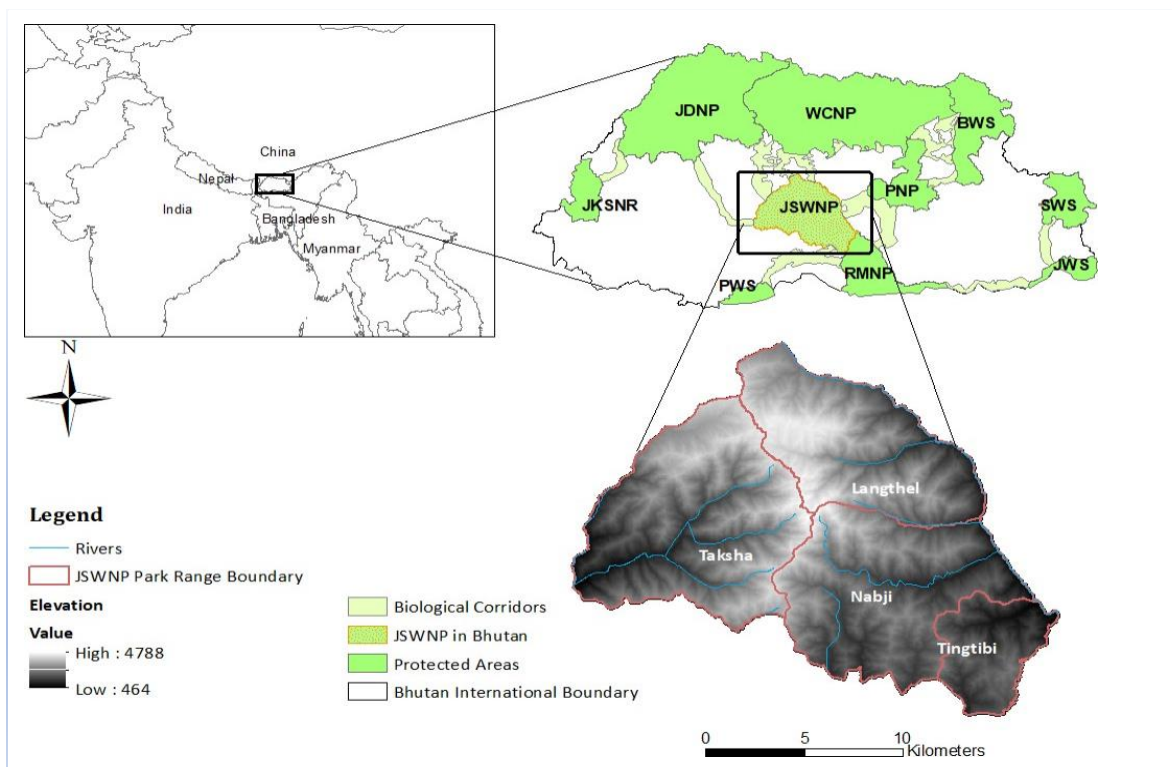 China
Nepal
India
Bangladesh
Myanmar
JDNP
WCNP
BWS
JKSNR
JSWNP
PNP
SWS
RMNP
JWS
PWS
N
Langthel
Taksha
Nabji
Tingtibi
Legend
Rivers
JSWNP Park Range Boundary
Elevation
Value
High : 4788
Low : 464
Biological Corridors
JSWNP in Bhutan
Protected Areas
Bhutan International Boundary
0 5 10
Kilometers